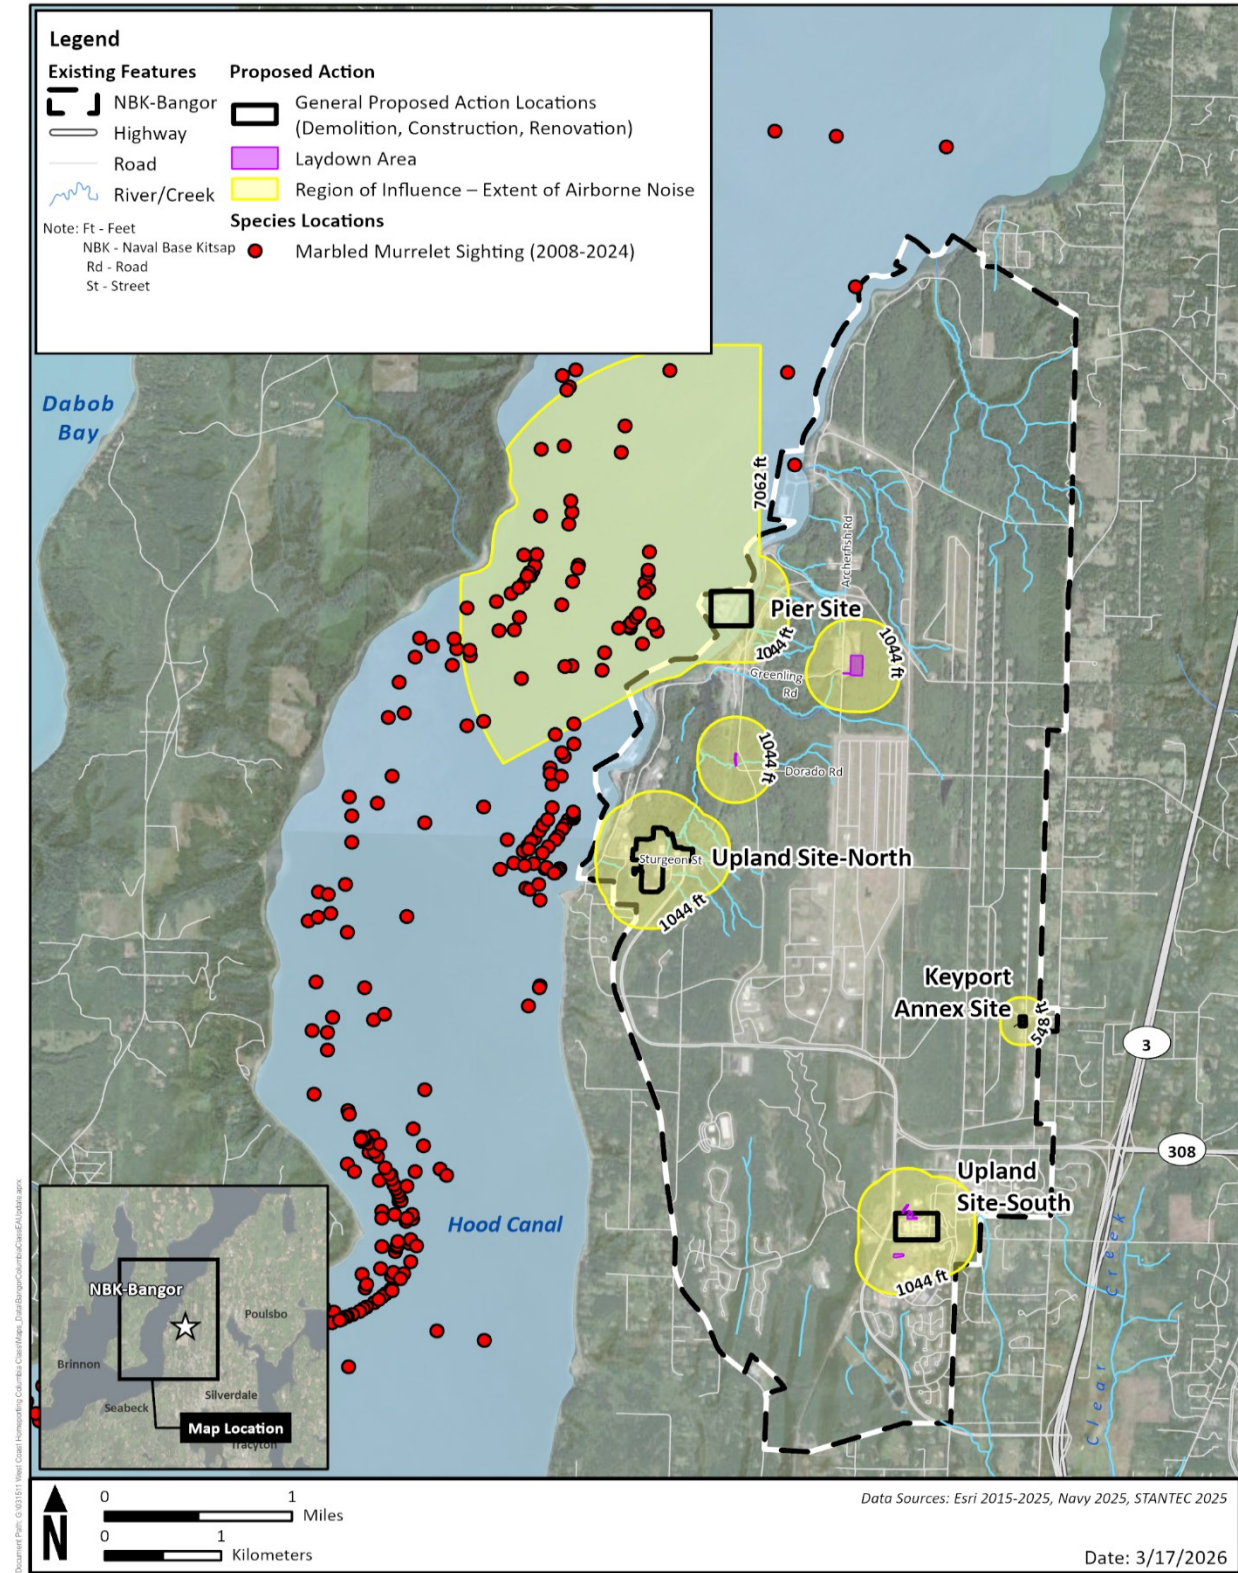 Legend
Existing Features
NBK-Bangor
Highway
Road
River/Creek
Note: Ft - Feet
NBK - Naval Base Kitsap
Rd - Road
St - Street
Proposed Action
General Proposed Action Locations
(Demolition, Construction, Renovation)
Laydown Area
Region of Influence – Extent of Airborne Noise
Species Locations
Marbled Murrelet Sighting (2008-2024)
Dabob
Bay
7062 ft
Archerfish Rd
Pier Site
1044 ft
1044 ft
Greenling
Rd
1044 ft
Dorado Rd
Sturgeon St
Upland Site-North
1044 ft
Keyport
Annex Site
548 ft
3
308
Upland
Site-South
1044 ft
Hood Canal
Clear Creek
NBK-Bangor
Poulsbo
Brinnon
Silverdale
Seabeck
Map Location
Tracyton
N
0 1
Miles
0 1
Kilometers
Data Sources: Esri 2015-2025, Navy 2025, STANTEC 2025
Date: 3/17/2026